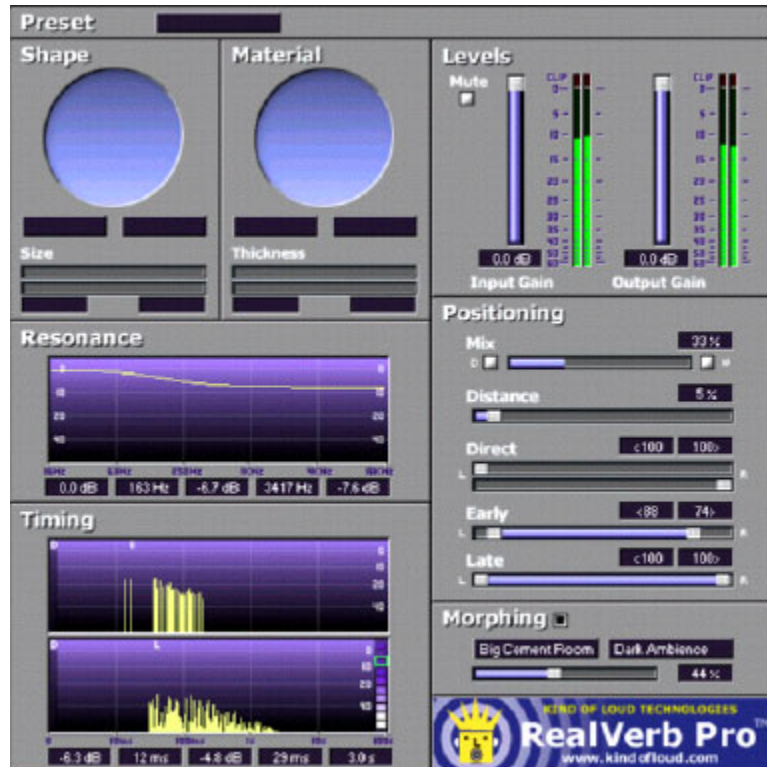 Preset
Shape
Material
Size
Thickness
Levels
Mute
CLIP CLIP
0.0 dB 0.0 dB
Input Gain Output Gain
Resonance
0.0 dB 163 Hz -6.7 dB 3417 Hz -7.6 dB
Timing
-6.3 dB 12 ms -4.8 dB 29 ms 3.0 s
Positioning
Mix 33 %
Distance 5 %
Direct <100 100>
L R
Early <88 74>
L R
Late <100 100>
L R
Morphing
Big Cement Room Dark Ambience
44 %
KIND OF LOUD TECHNOLOGIES
RealVerb Pro™
www.kindofloud.com